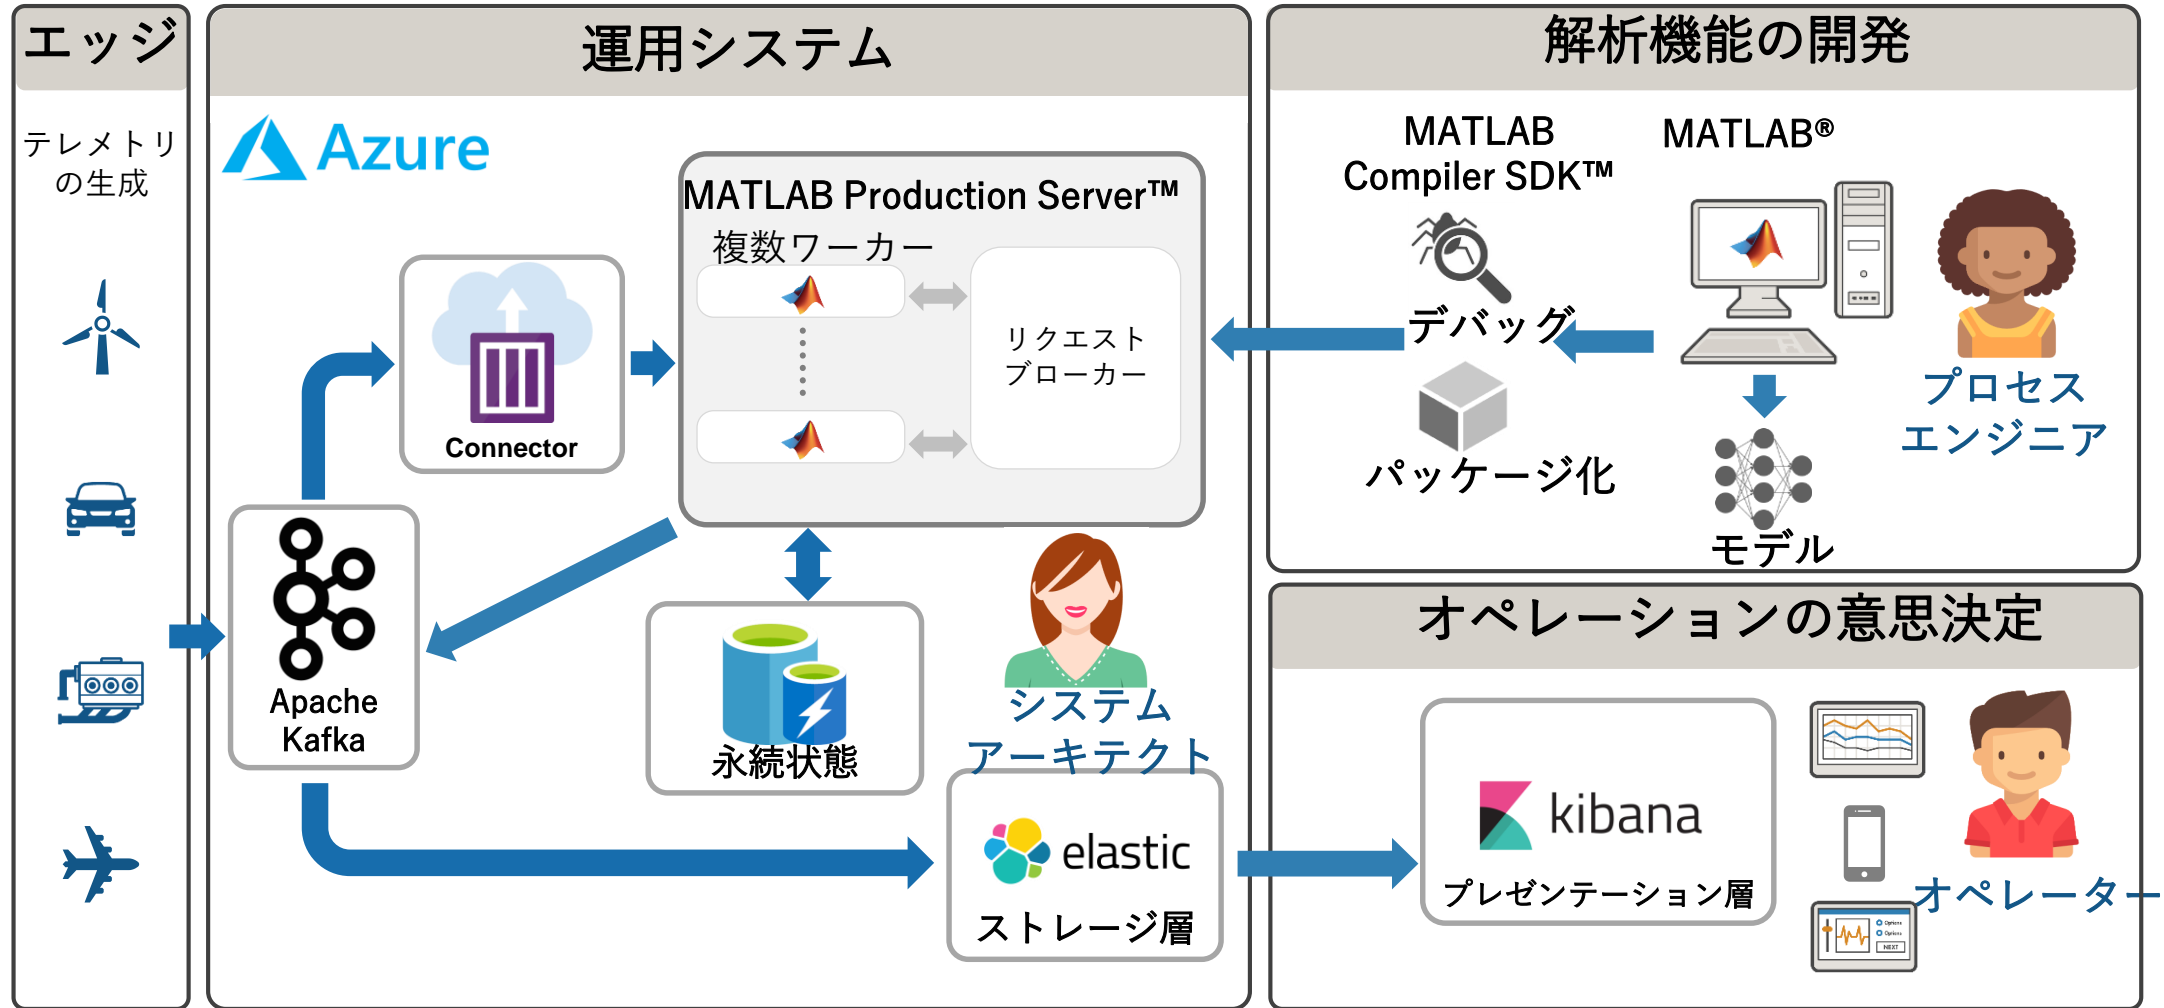 エッジ
テレメトリ
の生成
運用システム
Azure
MATLAB Production Server™
複数ワーカー
リクエスト
ブローカー
Connector
Apache
Kafka
永続状態
システム
アーキテクト
elastic
ストレージ層
解析機能の開発
MATLAB
Compiler SDK™
MATLAB®
デバッグ
パッケージ化
モデル
プロセス
エンジニア
オペレーションの意思決定
kibana
プレゼンテーション層
オペレーター
Options
Options
NEXT